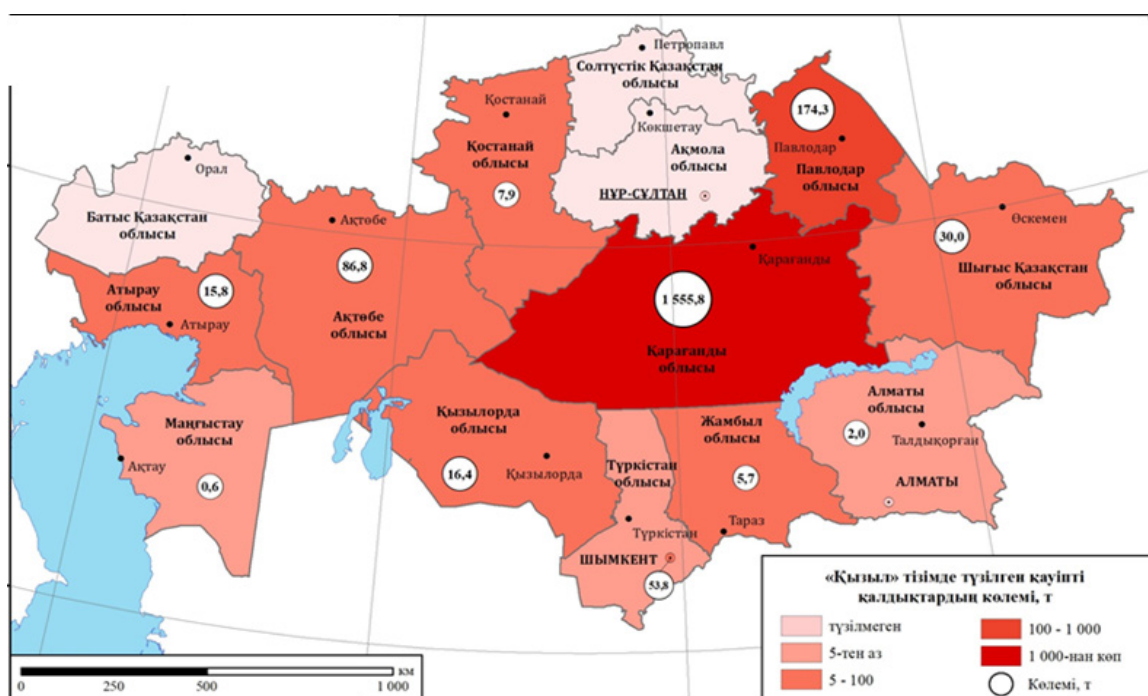 Петропавл
Солтүстік Қазақстан
облысы
Қостанай
Қостанай
облысы
7,9
Көкшетау
Ақмола
облысы
НҰР-СҰЛТАН
174,3
Павлодар
Павлодар
облысы
Орал
Батыс Қазақстан
облысы
Ақтөбе
86,8
Ақтөбе
облысы
Атырау
облысы
15,8
Атырау
Қарағанды
1 555,8
Қарағанды
облысы
30,0
Өскемен
Шығыс Қазақстан
облысы
Маңғыстау
облысы
Ақтау
0,6
Қызылорда
облысы
16,4
Қызылорда
Түркістан
облысы
Түркістан
ШЫМКЕНТ
53,8
Жамбыл
облысы
5,7
Тараз
Алматы
облысы
2,0
Талдықорған
АЛМАТЫ
«Қызыл» тізімде түзілген қауіпті
қалдықтардың көлемі, т
түзілмеген
5-тен аз
5 - 100
100 - 1 000
1 000-нан көп
Көлемі, т
0 250 500 1 000 км